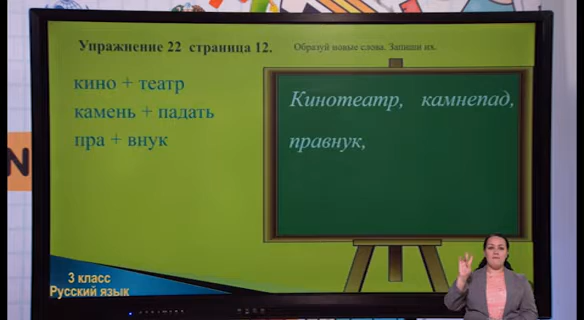 Упражнение 22 страница 12.
Образуй новые слова. Запиши их.
кино + театр
камень + падать
пра + внук
Кинотеатр, камнепад,
правнук,
3 класс
Русский язык
N